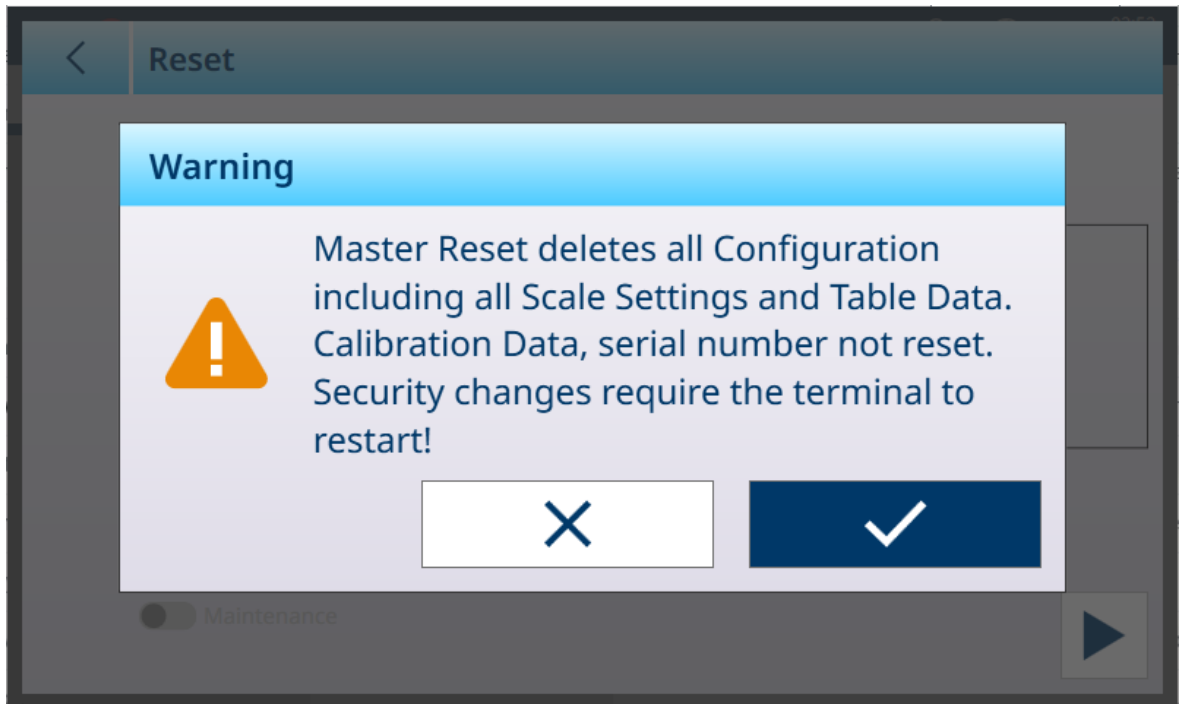 Reset
Warning
Master Reset deletes all Configuration
including all Scale Settings and Table Data.
Calibration Data, serial number not reset.
Security changes require the terminal to
restart!
Maintenance